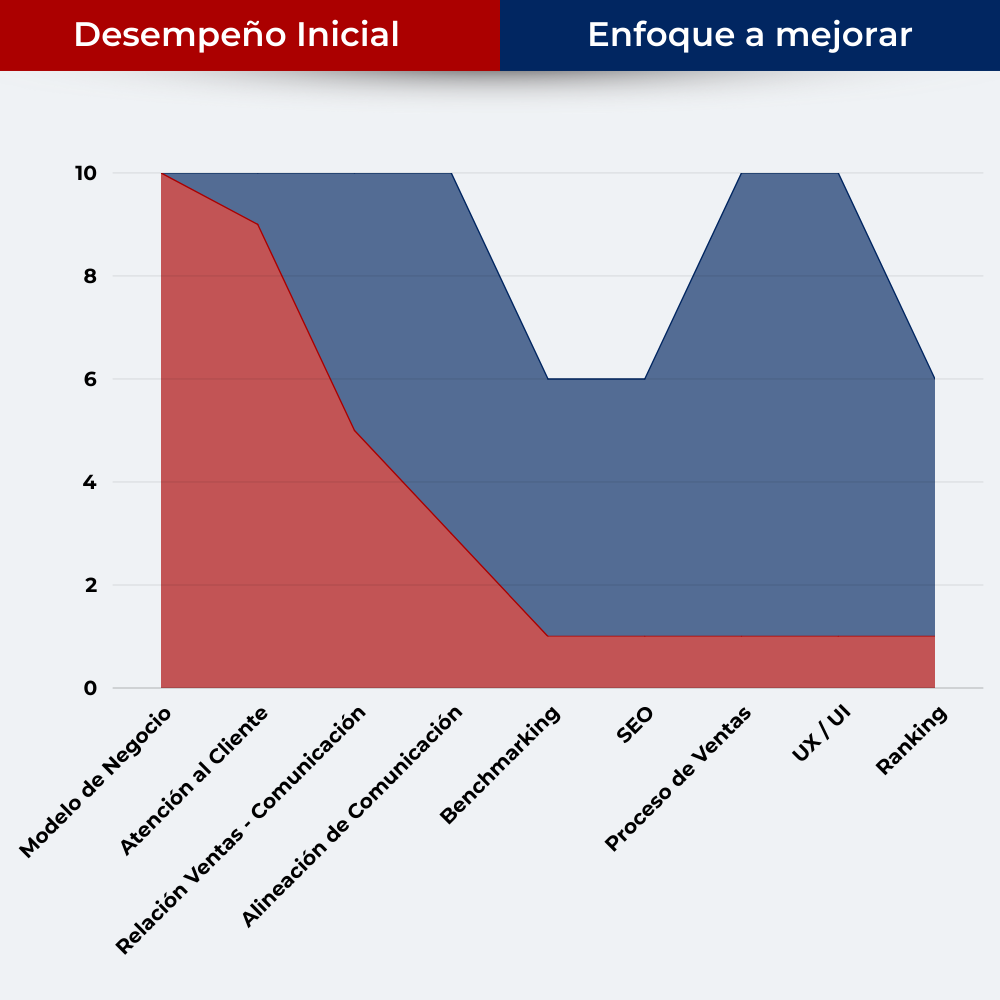 Desempeño Inicial
Enfoque a mejorar
10
8
6
4
2
0
Modelo de Negocio
Atención al Cliente
Relación Ventas - Comunicación
Alineación de Comunicación
Benchmarking
SEO
Proceso de Ventas
UX / UI
Ranking